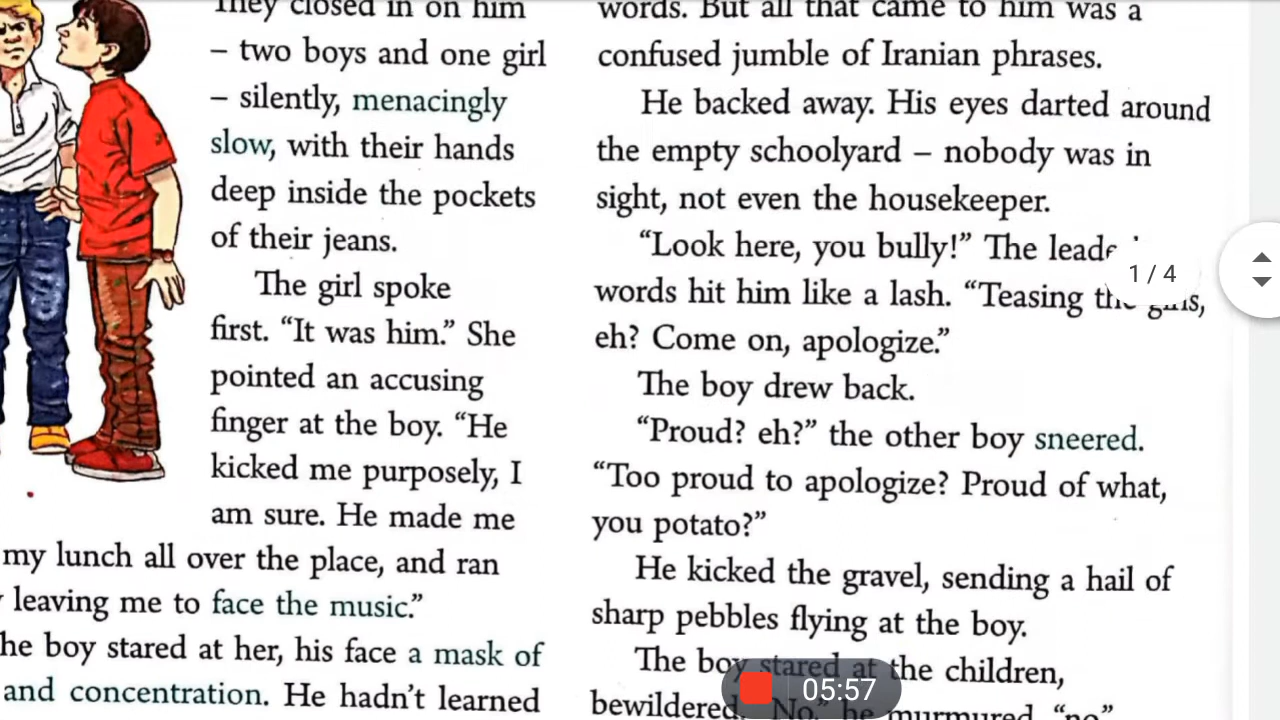 They closed in on him
– two boys and one girl
– silently, menacingly
slow, with their hands
deep inside the pockets
of their jeans.
The girl spoke
first. “It was him.” She
pointed an accusing
finger at the boy. “He
kicked me purposely, I
am sure. He made me
my lunch all over the place, and ran
leaving me to face the music.”
he boy stared at her, his face a mask of
and concentration. He hadn’t learned
words. But all that came to him was a
confused jumble of Iranian phrases.
He backed away. His eyes darted around
the empty schoolyard – nobody was in
sight, not even the housekeeper.
“Look here, you bully!” The
words hit him like a lash. “Teasing the girls,
eh? Come on, apologize.”
The boy drew back.
“Proud? eh?” the other boy sneered.
“Too proud to apologize? Proud of what,
you potato?”
He kicked the gravel, sending a hail of
sharp pebbles flying at the boy.
The boy stared at the children,
bewildered. “No,” he murmured, “no”
1 / 4
05:57